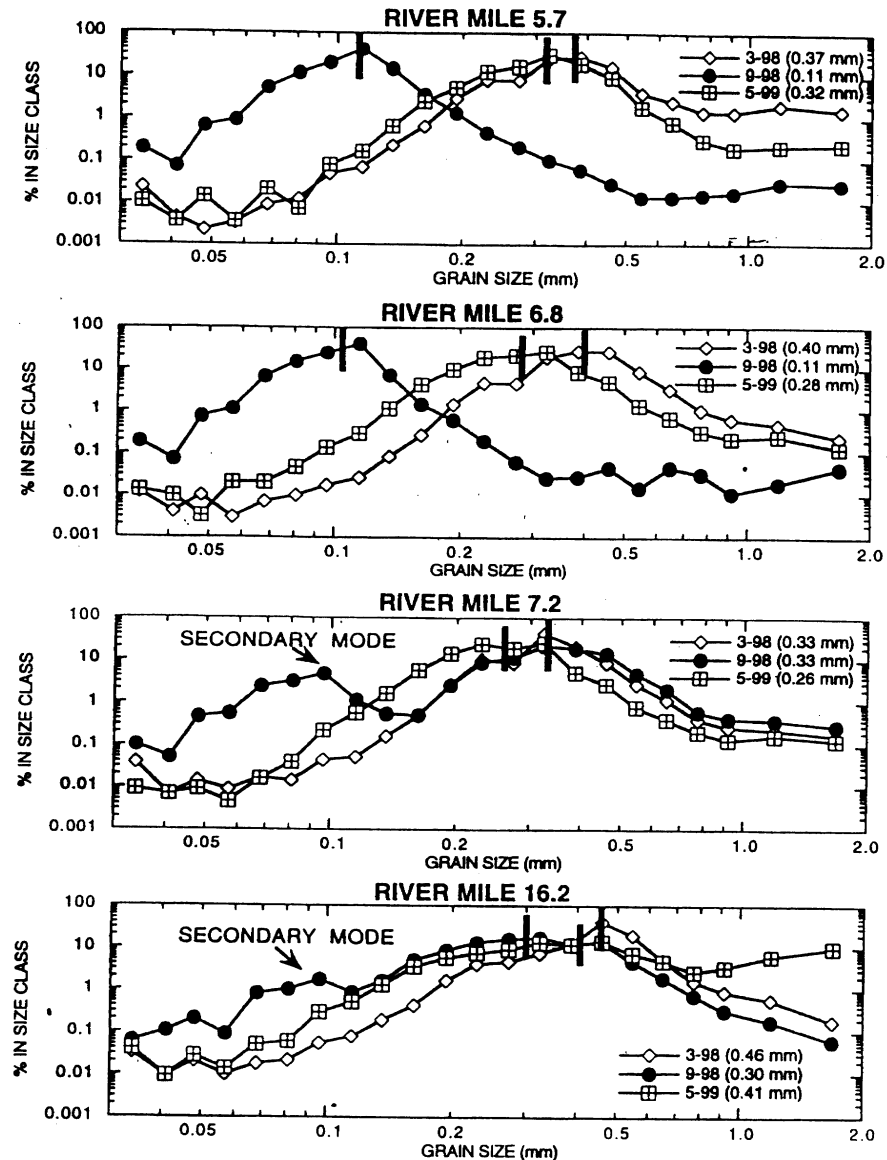 RIVER MILE 5.7
100
10
1
0.1
0.01
0.001
% IN SIZE CLASS
3-98 (0.37 mm)
9-98 (0.11 mm)
5-99 (0.32 mm)
0.05 0.1 0.2 0.5 1.0 2.0
GRAIN SIZE (mm)
RIVER MILE 6.8
100
10
1
0.1
0.01
0.001
% IN SIZE CLASS
3-98 (0.40 mm)
9-98 (0.11 mm)
5-99 (0.28 mm)
0.05 0.1 0.2 0.5 1.0 2.0
GRAIN SIZE (mm)
RIVER MILE 7.2
100
10
1
0.1
0.01
0.001
% IN SIZE CLASS
SECONDARY MODE
3-98 (0.33 mm)
9-98 (0.33 mm)
5-99 (0.26 mm)
0.05 0.1 0.2 0.5 1.0 2.0
GRAIN SIZE (mm)
RIVER MILE 16.2
100
10
1
0.1
0.01
0.001
% IN SIZE CLASS
SECONDARY MODE
3-98 (0.46 mm)
9-98 (0.30 mm)
5-99 (0.41 mm)
0.05 0.1 0.2 0.5 1.0 2.0
GRAIN SIZE (mm)